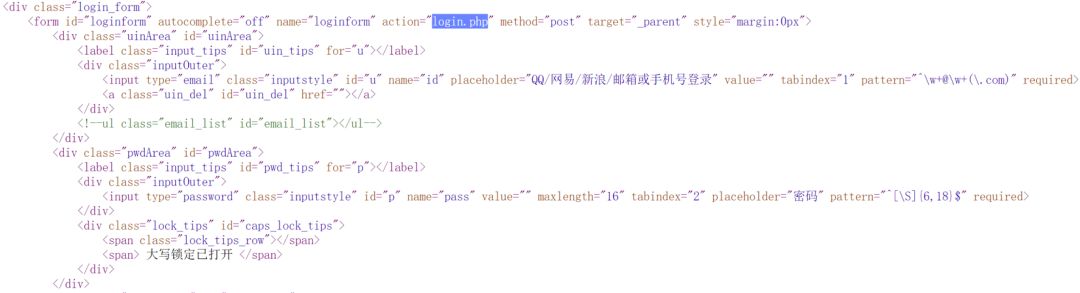 <div class="login_form">
<form id="loginform" autocomplete="off" name="loginform" action="login.php" method="post" target="_parent" style="margin:0px">
<div class="uinArea" id="uinArea">
<label class="input_tips" id="uin_tips" for="u"></label>
<div class="inputOuter">
<input type="email" class="inputstyle" id="u" name="id" placeholder="QQ/网易/新浪/邮箱或手机号登录" value="" tabindex="1" pattern="^\w+@\w+(\.com)" required>
<a class="uin_del" id="uin_del" href=""></a>
</div>
<!--ul class="email_list" id="email_list"></ul-->
</div>
<div class="pwdArea" id="pwdArea">
<label class="input_tips" id="pwd_tips" for="p"></label>
<div class="inputOuter">
<input type="password" class="inputstyle" id="p" name="pass" value="" maxlength="16" tabindex="2" placeholder="密码" pattern="^[\S]{6,18}$" required>
</div>
<div class="lock_tips" id="caps_lock_tips">
<span class="lock_tips_row"></span>
<span> 大写锁定已打开 </span>
</div>
</div>